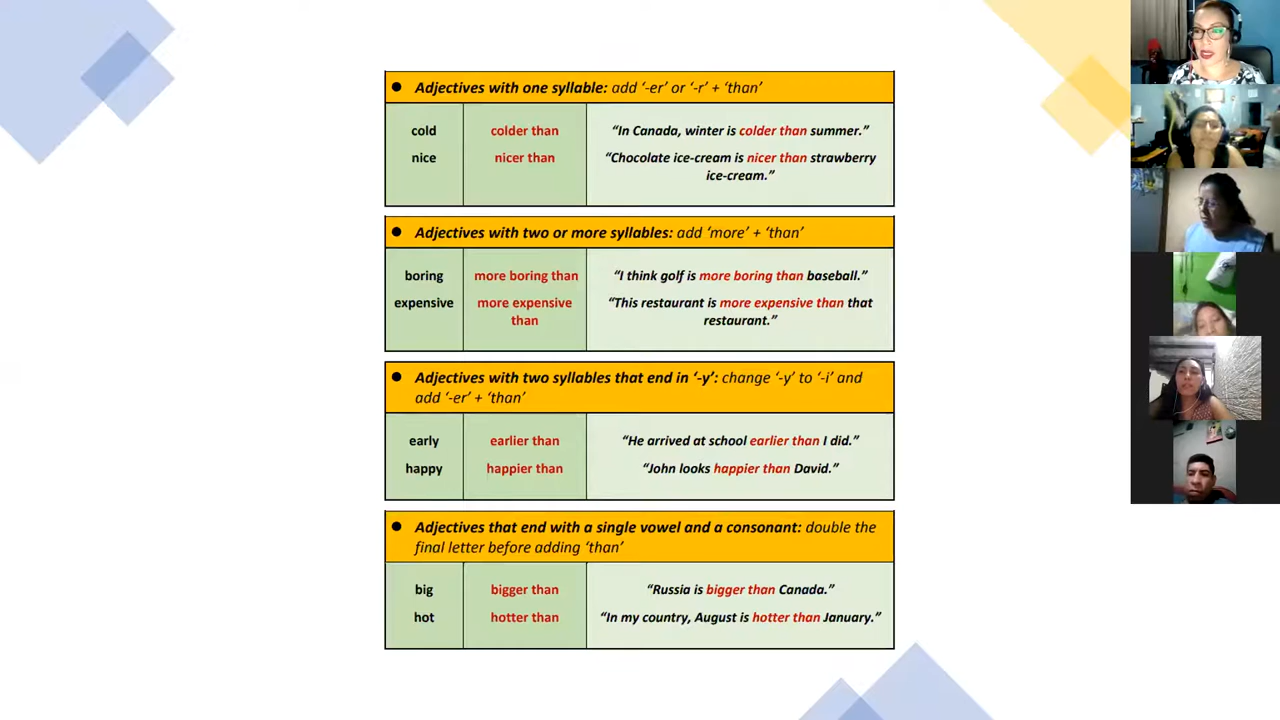 ● Adjectives with one syllable: add ‘-er’ or ‘-r’ + ‘than’
cold colder than “In Canada, winter is colder than summer.”
nice nicer than “Chocolate ice-cream is nicer than strawberry
ice-cream.”
● Adjectives with two or more syllables: add ‘more’ + ‘than’
boring more boring than “I think golf is more boring than baseball.”
expensive more expensive “This restaurant is more expensive than that
than restaurant.”
● Adjectives with two syllables that end in ‘-y’: change ‘-y’ to ‘-i’ and
add ‘-er’ + ‘than’
early earlier than “He arrived at school earlier than I did.”
happy happier than “John looks happier than David.”
● Adjectives that end with a single vowel and a consonant: double the
final letter before adding ‘than’
big bigger than “Russia is bigger than Canada.”
hot hotter than “In my country, August is hotter than January.”